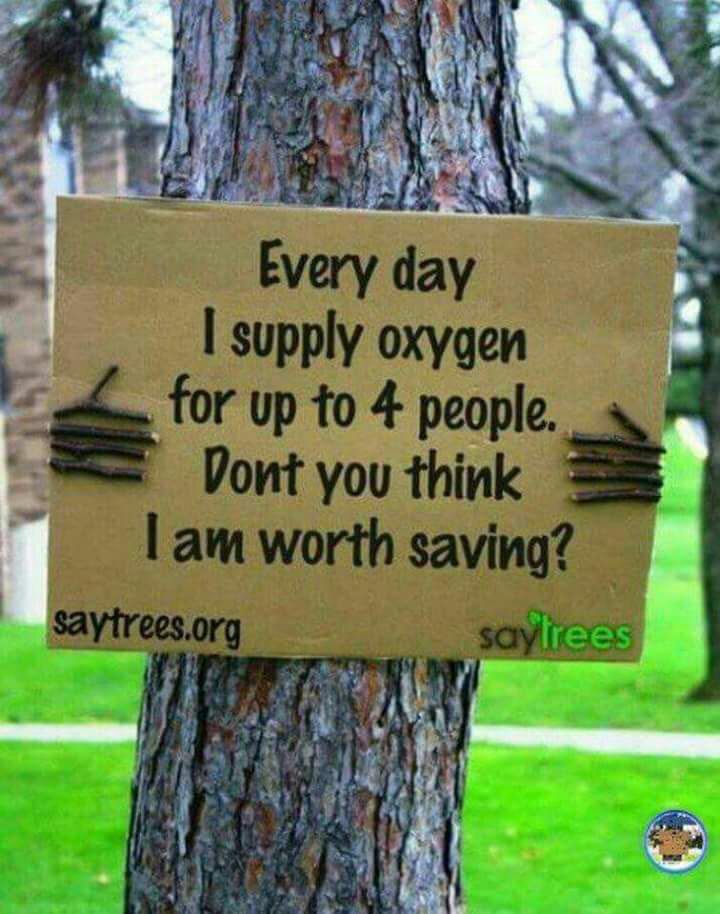 Every day
I supply oxygen
for up to 4 people.
Dont you think
I am worth saving?
saytrees.org
saytrees